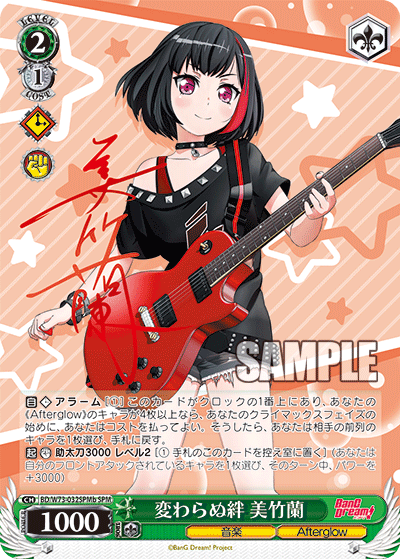 LEVEL
2
1
COST
美竹蘭
SAMPLE
アラーム [①] このカードがクロックの1番上にあり、あなたの
《Afterglow》のキャラが4枚以上なら、あなたのクライマックスフェイズの
始めに、あなたはコストを払ってよい。そうしたら、あなたは相手の前列の
キャラを1枚選び、手札に戻す。
助太刀3000 レベル2 [① 手札のこのカードを控え室に置く] (あなたは
自分のフロントアタックされているキャラを1枚選び、そのターン中、パワーを
+3000)
CH BD/W73-032SPMb SPM
1000 変わらぬ絆 美竹蘭 BanG Dream!
音楽 Afterglow
©BanG Dream! Project